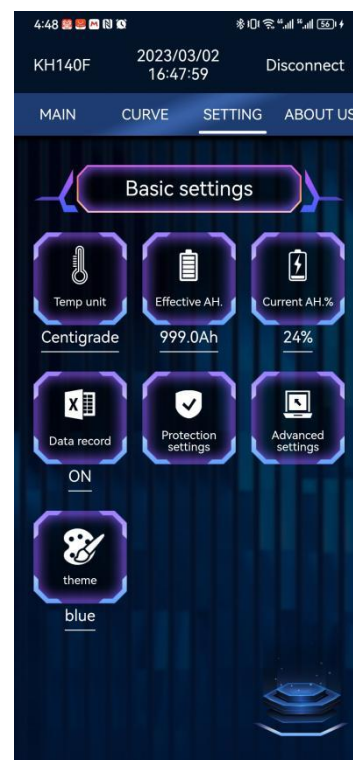 4:48
56
KH140F
2023/03/02
16:47:59
Disconnect
MAIN CURVE SETTING ABOUT US
Basic settings
Temp unit Effective AH. Current AH.%
Centigrade 999.0Ah 24%
Data record
Protection
settings
Advanced
settings
ON
theme
blue